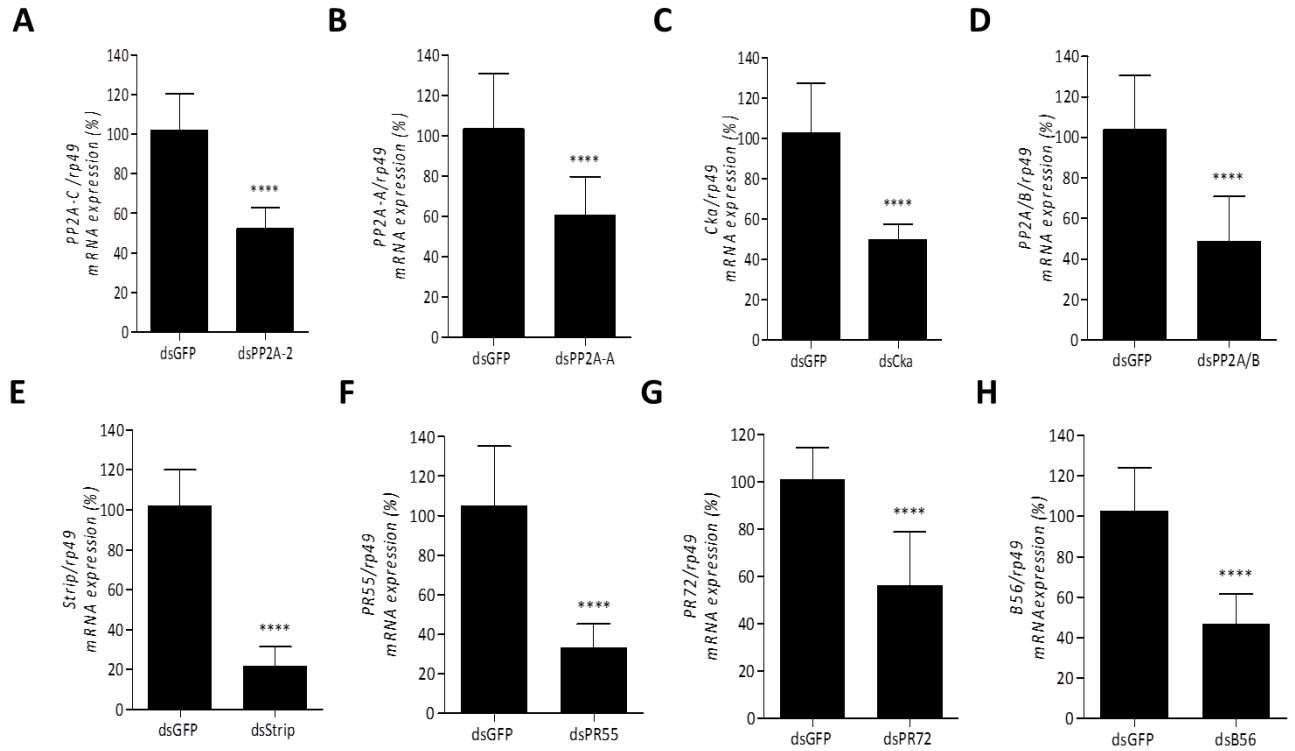 A
PP2A-C /rp49
mRNA expression (%)
140
120
100
80
60
40
20
0
****
dsGFP dsPP2A-2
B
PP2A-A/rp49
mRNA expression (%)
140
120
100
80
60
40
20
0
****
dsGFP dsPP2A-A
C
Cka/rp49
mRNA expression (%)
140
120
100
80
60
40
20
0
****
dsGFP dsCka
D
PP2A/B/rp49
mRNA expression (%)
140
120
100
80
60
40
20
0
****
dsGFP dsPP2A/B
E
Strip/rp49
mRNA expression (%)
140
120
100
80
60
40
20
0
****
dsGFP dsStrip
F
PR55/rp49
mRNA expression (%)
140
120
100
80
60
40
20
0
****
dsGFP dsPR55
G
PR72/rp49
mRNA expression (%)
120
100
80
60
40
20
0
****
dsGFP dsPR72
H
B56/rp49
mRNAexpression (%)
140
120
100
80
60
40
20
0
****
dsGFP dsB56